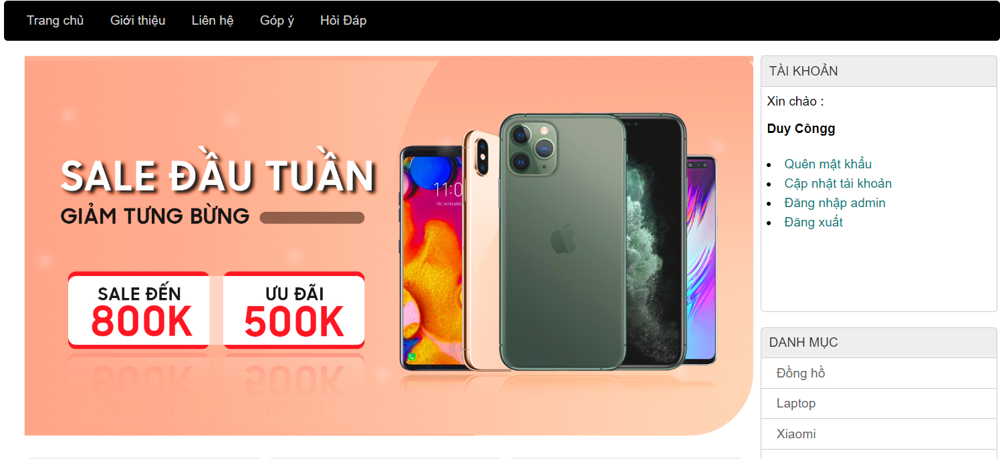 Trang chủ Giới thiệu Liên hệ Góp ý Hỏi Đáp
SALE ĐẦU TUẦN
GIẢM TƯNG BỪNG
SALE ĐẾN
800K
ƯU ĐÃI
500K
11:0
FRI, NOVEMBE
TÀI KHOẢN
Xin chào :
Duy Côngg
Quên mật khẩu
Cập nhật tài khoản
Đăng nhập admin
Đăng xuất
DANH MỤC
Đồng hồ
Laptop
Xiaomi